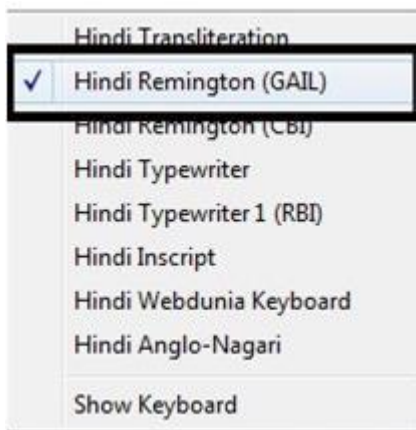 Hindi Transliteration
Hindi Remington (GAIL)
Hindi Remington (CBI)
Hindi Typewriter
Hindi Typewriter 1 (RBI)
Hindi Inscript
Hindi Webdunia Keyboard
Hindi Anglo-Nagari
Show Keyboard